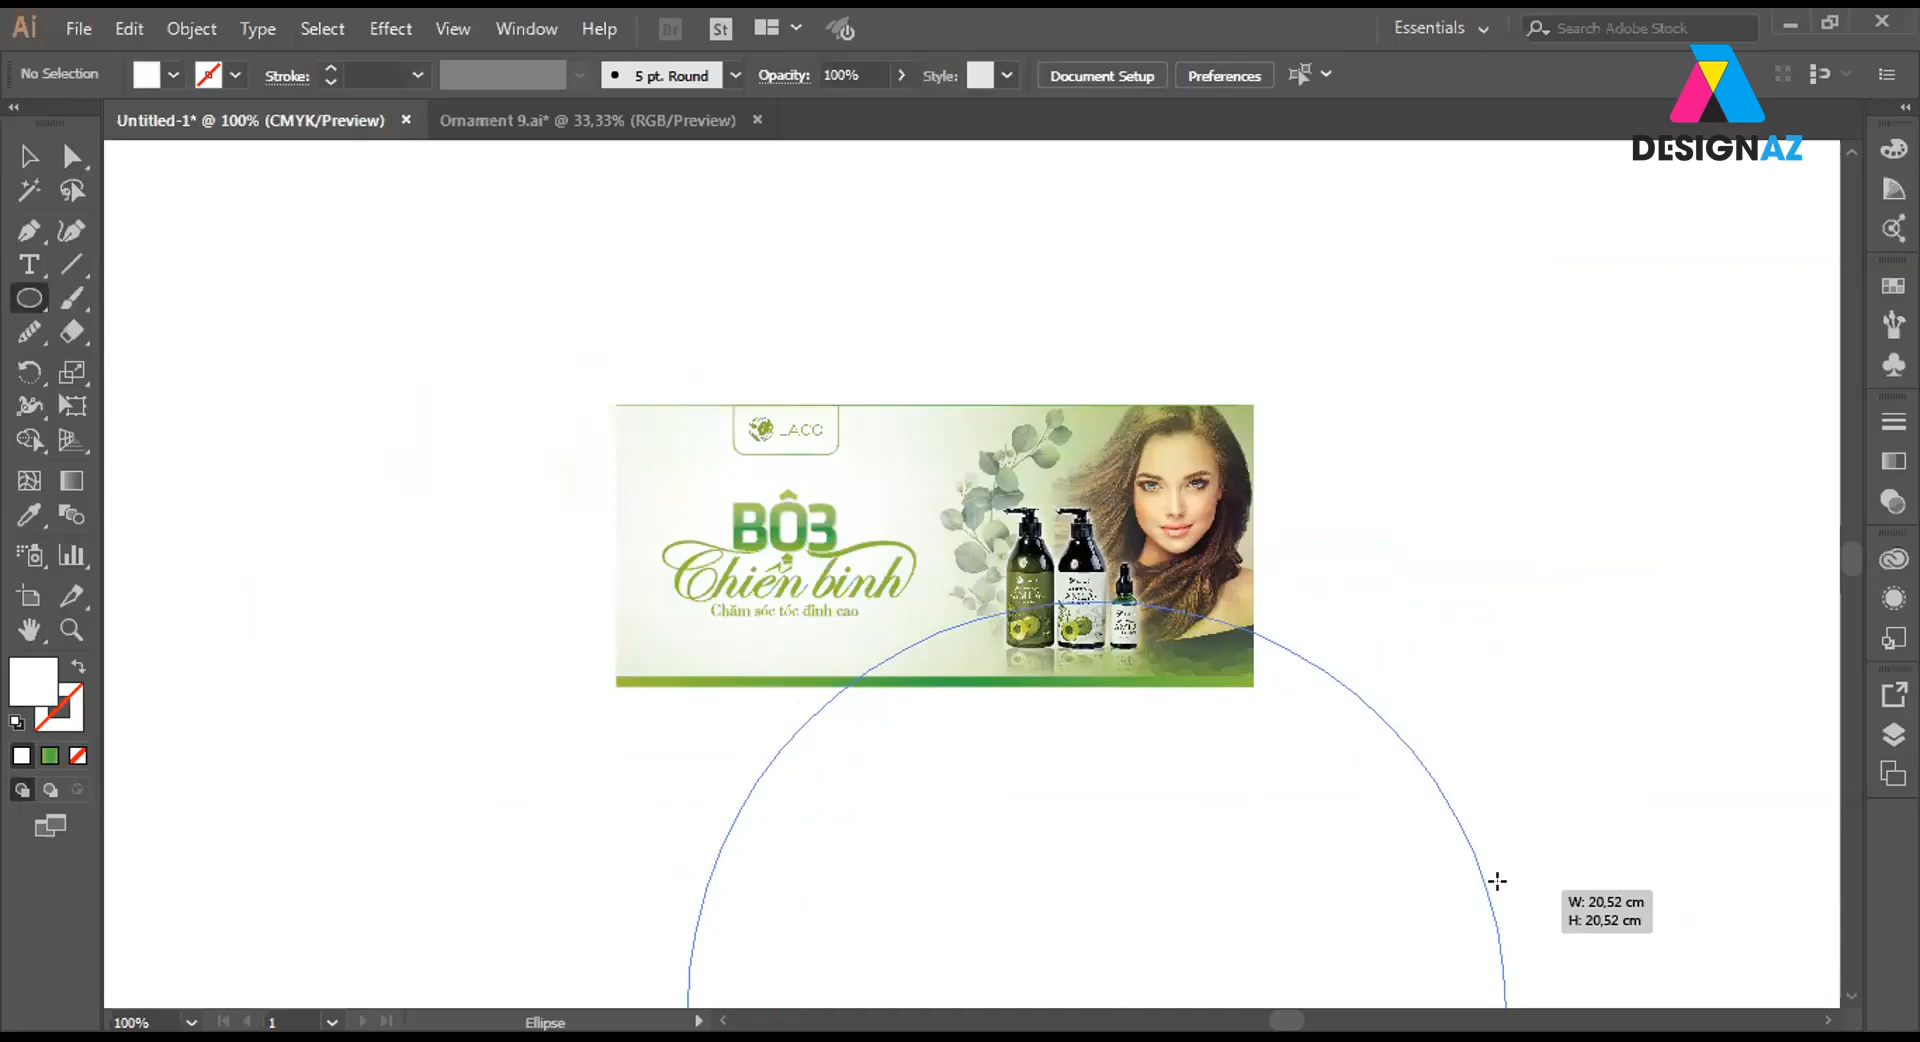 Ai File Edit Object Type Select Effect View Window Help Br St Essentials Search Adobe Stock
No Selection Stroke: 5 pt. Round Opacity: 100% Style: Document Setup Preferences
Untitled-1* @ 100% (CMYK/Preview) Ornament 9.ai* @ 33,33% (RGB/Preview)
DESIGNAZ
BỘ3
Chiến binh
Chăm sóc tóc đỉnh cao
W: 20,52 cm
H: 20,52 cm
100% 1 Ellipse